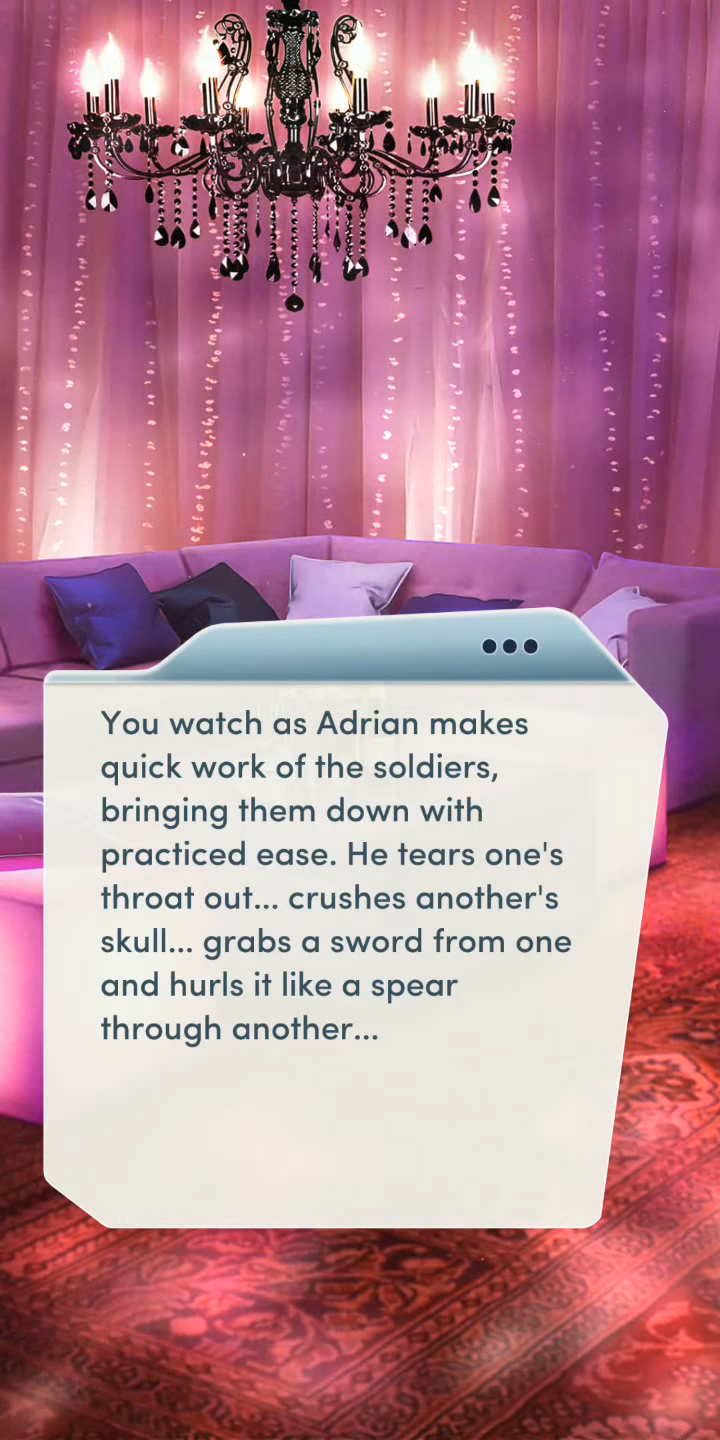 You watch as Adrian makes
quick work of the soldiers,
bringing them down with
practiced ease. He tears one's
throat out... crushes another's
skull... grabs a sword from one
and hurls it like a spear
through another...